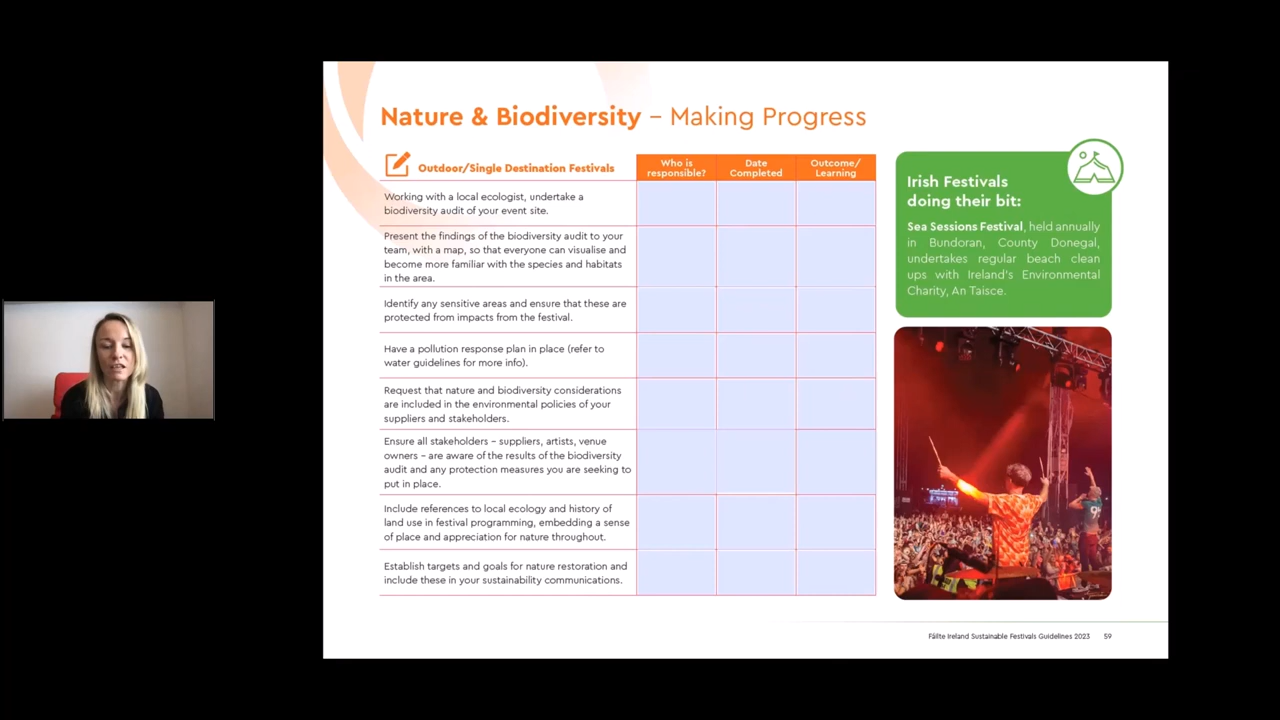 Nature & Biodiversity – Making Progress
Outdoor/Single Destination Festivals
Who is
responsible?
Date
Completed
Outcome/
Learning
Working with a local ecologist, undertake a
biodiversity audit of your event site.
Present the findings of the biodiversity audit to your
team, with a map, so that everyone can visualise and
become more familiar with the species and habitats
in the area.
Identify any sensitive areas and ensure that these are
protected from impacts from the festival.
Have a pollution response plan in place (refer to
water guidelines for more info).
Request that nature and biodiversity considerations
are included in the environmental policies of your
suppliers and stakeholders.
Ensure all stakeholders – suppliers, artists, venue
owners – are aware of the results of the biodiversity
audit and any protection measures you are seeking to
put in place.
Include references to local ecology and history of
land use in festival programming, embedding a sense
of place and appreciation for nature throughout.
Establish targets and goals for nature restoration and
include these in your sustainability communications.
Irish Festivals
doing their bit:
Sea Sessions Festival, held annually
in Bundoran, County Donegal,
undertakes regular beach clean
ups with Ireland's Environmental
Charity, An Taisce.
Fáilte Ireland Sustainable Festivals Guidelines 2023 59